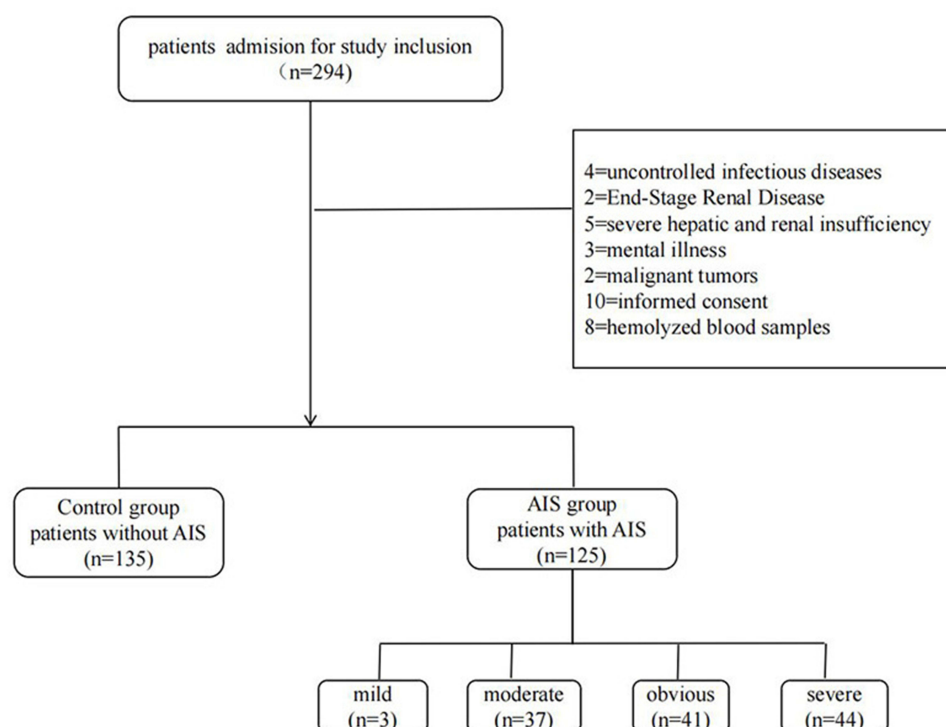 patients admision for study inclusion
（n=294)
4=uncontrolled infectious diseases
2=End-Stage Renal Disease
5=severe hepatic and renal insufficiency
3=mental illness
2=malignant tumors
10=informed consent
8=hemolyzed blood samples
Control group
patients without AIS
(n=135)
AIS group
patients with AIS
(n=125)
mild
(n=3)
moderate
(n=37)
obvious
(n=41)
severe
(n=44)